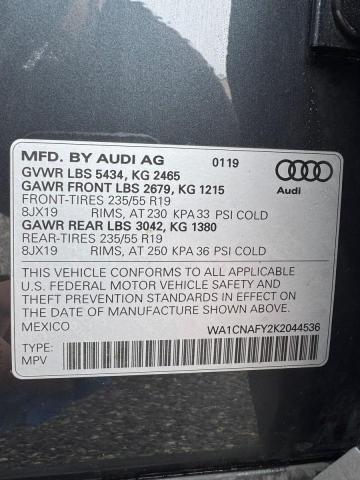 MFD. BY AUDI AG 0119
GVWR LBS 5434, KG 2465
GAWR FRONT LBS 2679, KG 1215
FRONT-TIRES 235/55 R19
8JX19 RIMS, AT 230 KPA 33 PSI COLD
GAWR REAR LBS 3042, KG 1380
REAR-TIRES 235/55 R19
8JX19 RIMS, AT 250 KPA 36 PSI COLD
Audi
THIS VEHICLE CONFORMS TO ALL APPLICABLE
U.S. FEDERAL MOTOR VEHICLE SAFETY AND
THEFT PREVENTION STANDARDS IN EFFECT ON
THE DATE OF MANUFACTURE SHOWN ABOVE.
MEXICO WA1CNAFY2K2044536
TYPE:
MPV